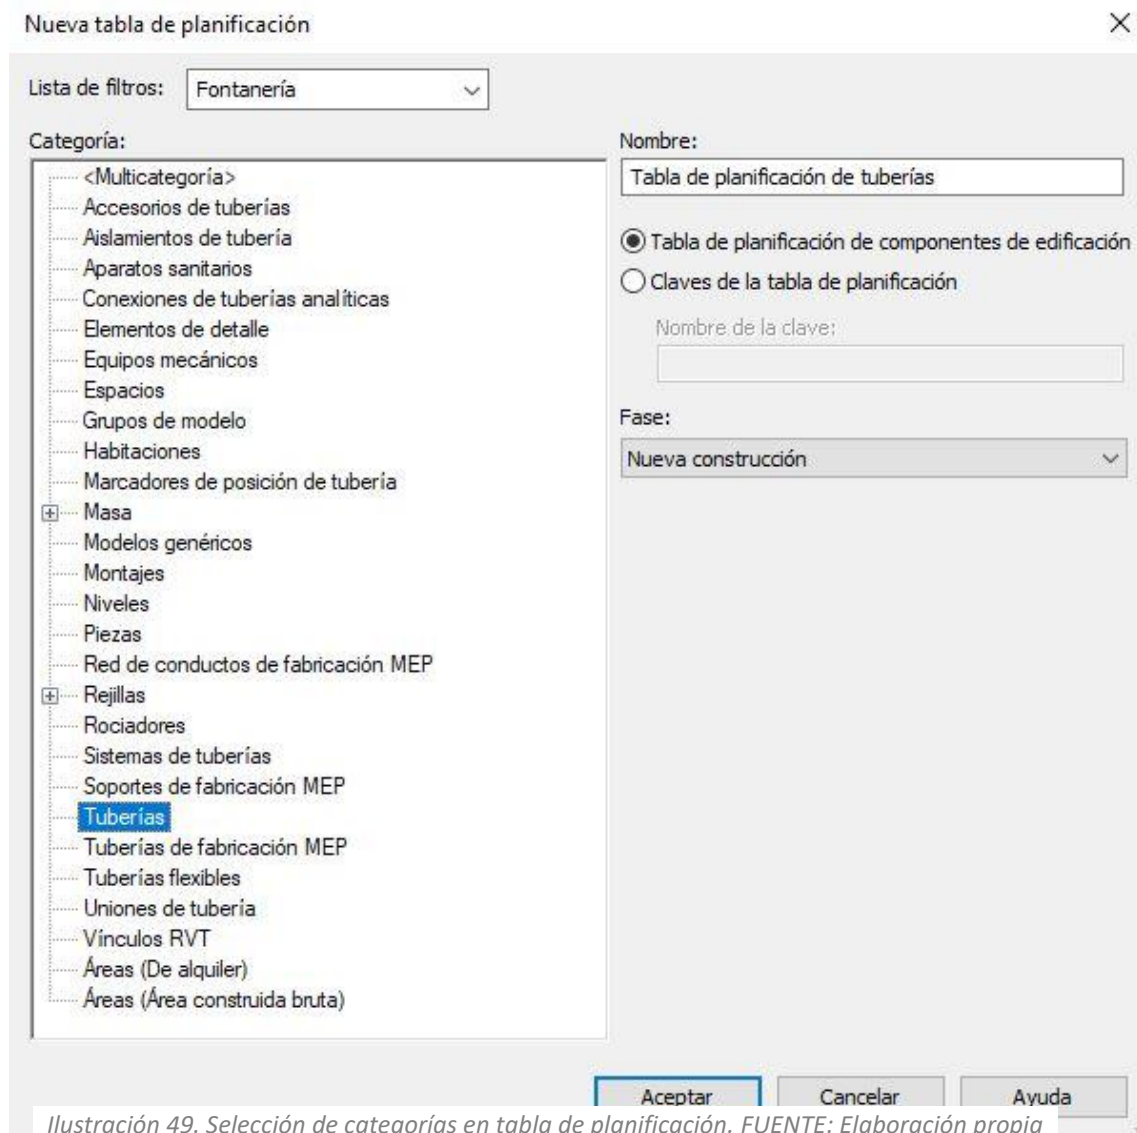 Nueva tabla de planificación
Lista de filtros: Fontanería
Categoría:
<Multicategoría>
Accesorios de tuberías
Aislamientos de tubería
Aparatos sanitarios
Conexiones de tuberías analíticas
Elementos de detalle
Equipos mecánicos
Espacios
Grupos de modelo
Habitaciones
Marcadores de posición de tubería
Masa
Modelos genéricos
Montajes
Niveles
Piezas
Red de conductos de fabricación MEP
Rejillas
Rociadores
Sistemas de tuberías
Soportes de fabricación MEP
Tuberías
Tuberías de fabricación MEP
Tuberías flexibles
Uniones de tubería
Vínculos RVT
Áreas (De alquiler)
Áreas (Área construida bruta)
Nombre:
Tabla de planificación de tuberías
Tabla de planificación de componentes de edificación
Claves de la tabla de planificación
Nombre de la clave:
Fase:
Nueva construcción
Aceptar Cancelar Ayuda
Ilustración 49. Selección de categorías en tabla de planificación. FUENTE: Elaboración propia